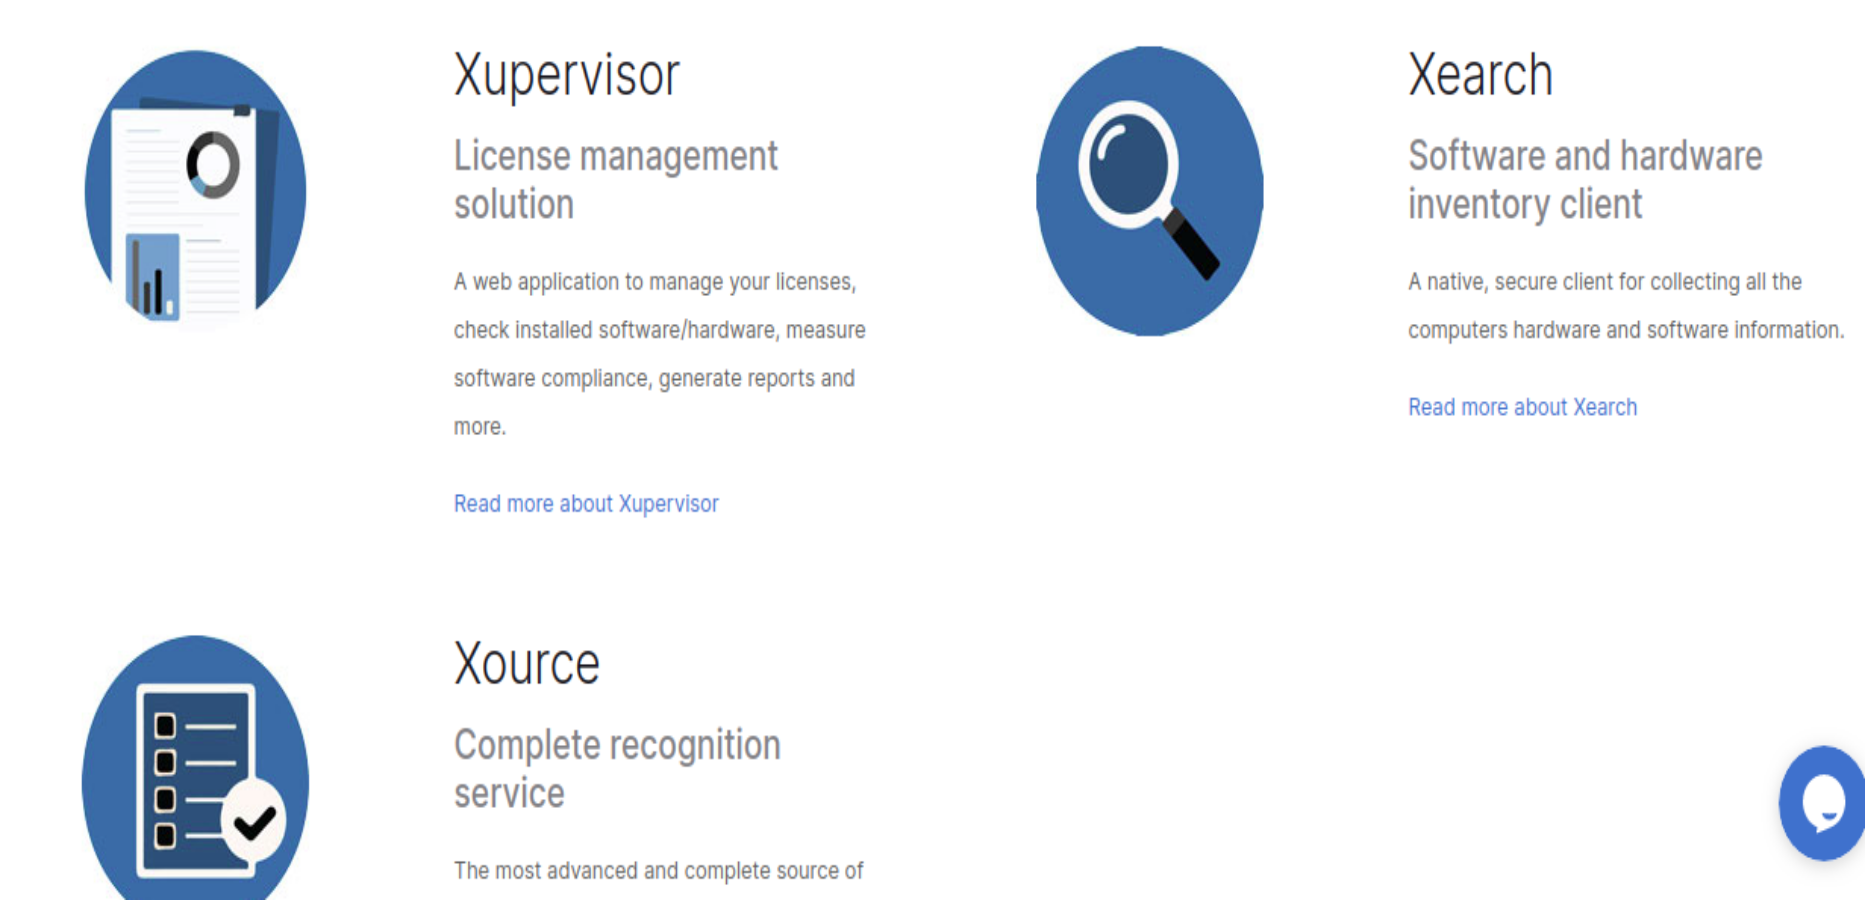 Xupervisor
License management
solution
A web application to manage your licenses,
check installed software/hardware, measure
software compliance, generate reports and
more.
Read more about Xupervisor
Xearch
Software and hardware
inventory client
A native, secure client for collecting all the
computers hardware and software information.
Read more about Xearch
Xource
Complete recognition
service
The most advanced and complete source of